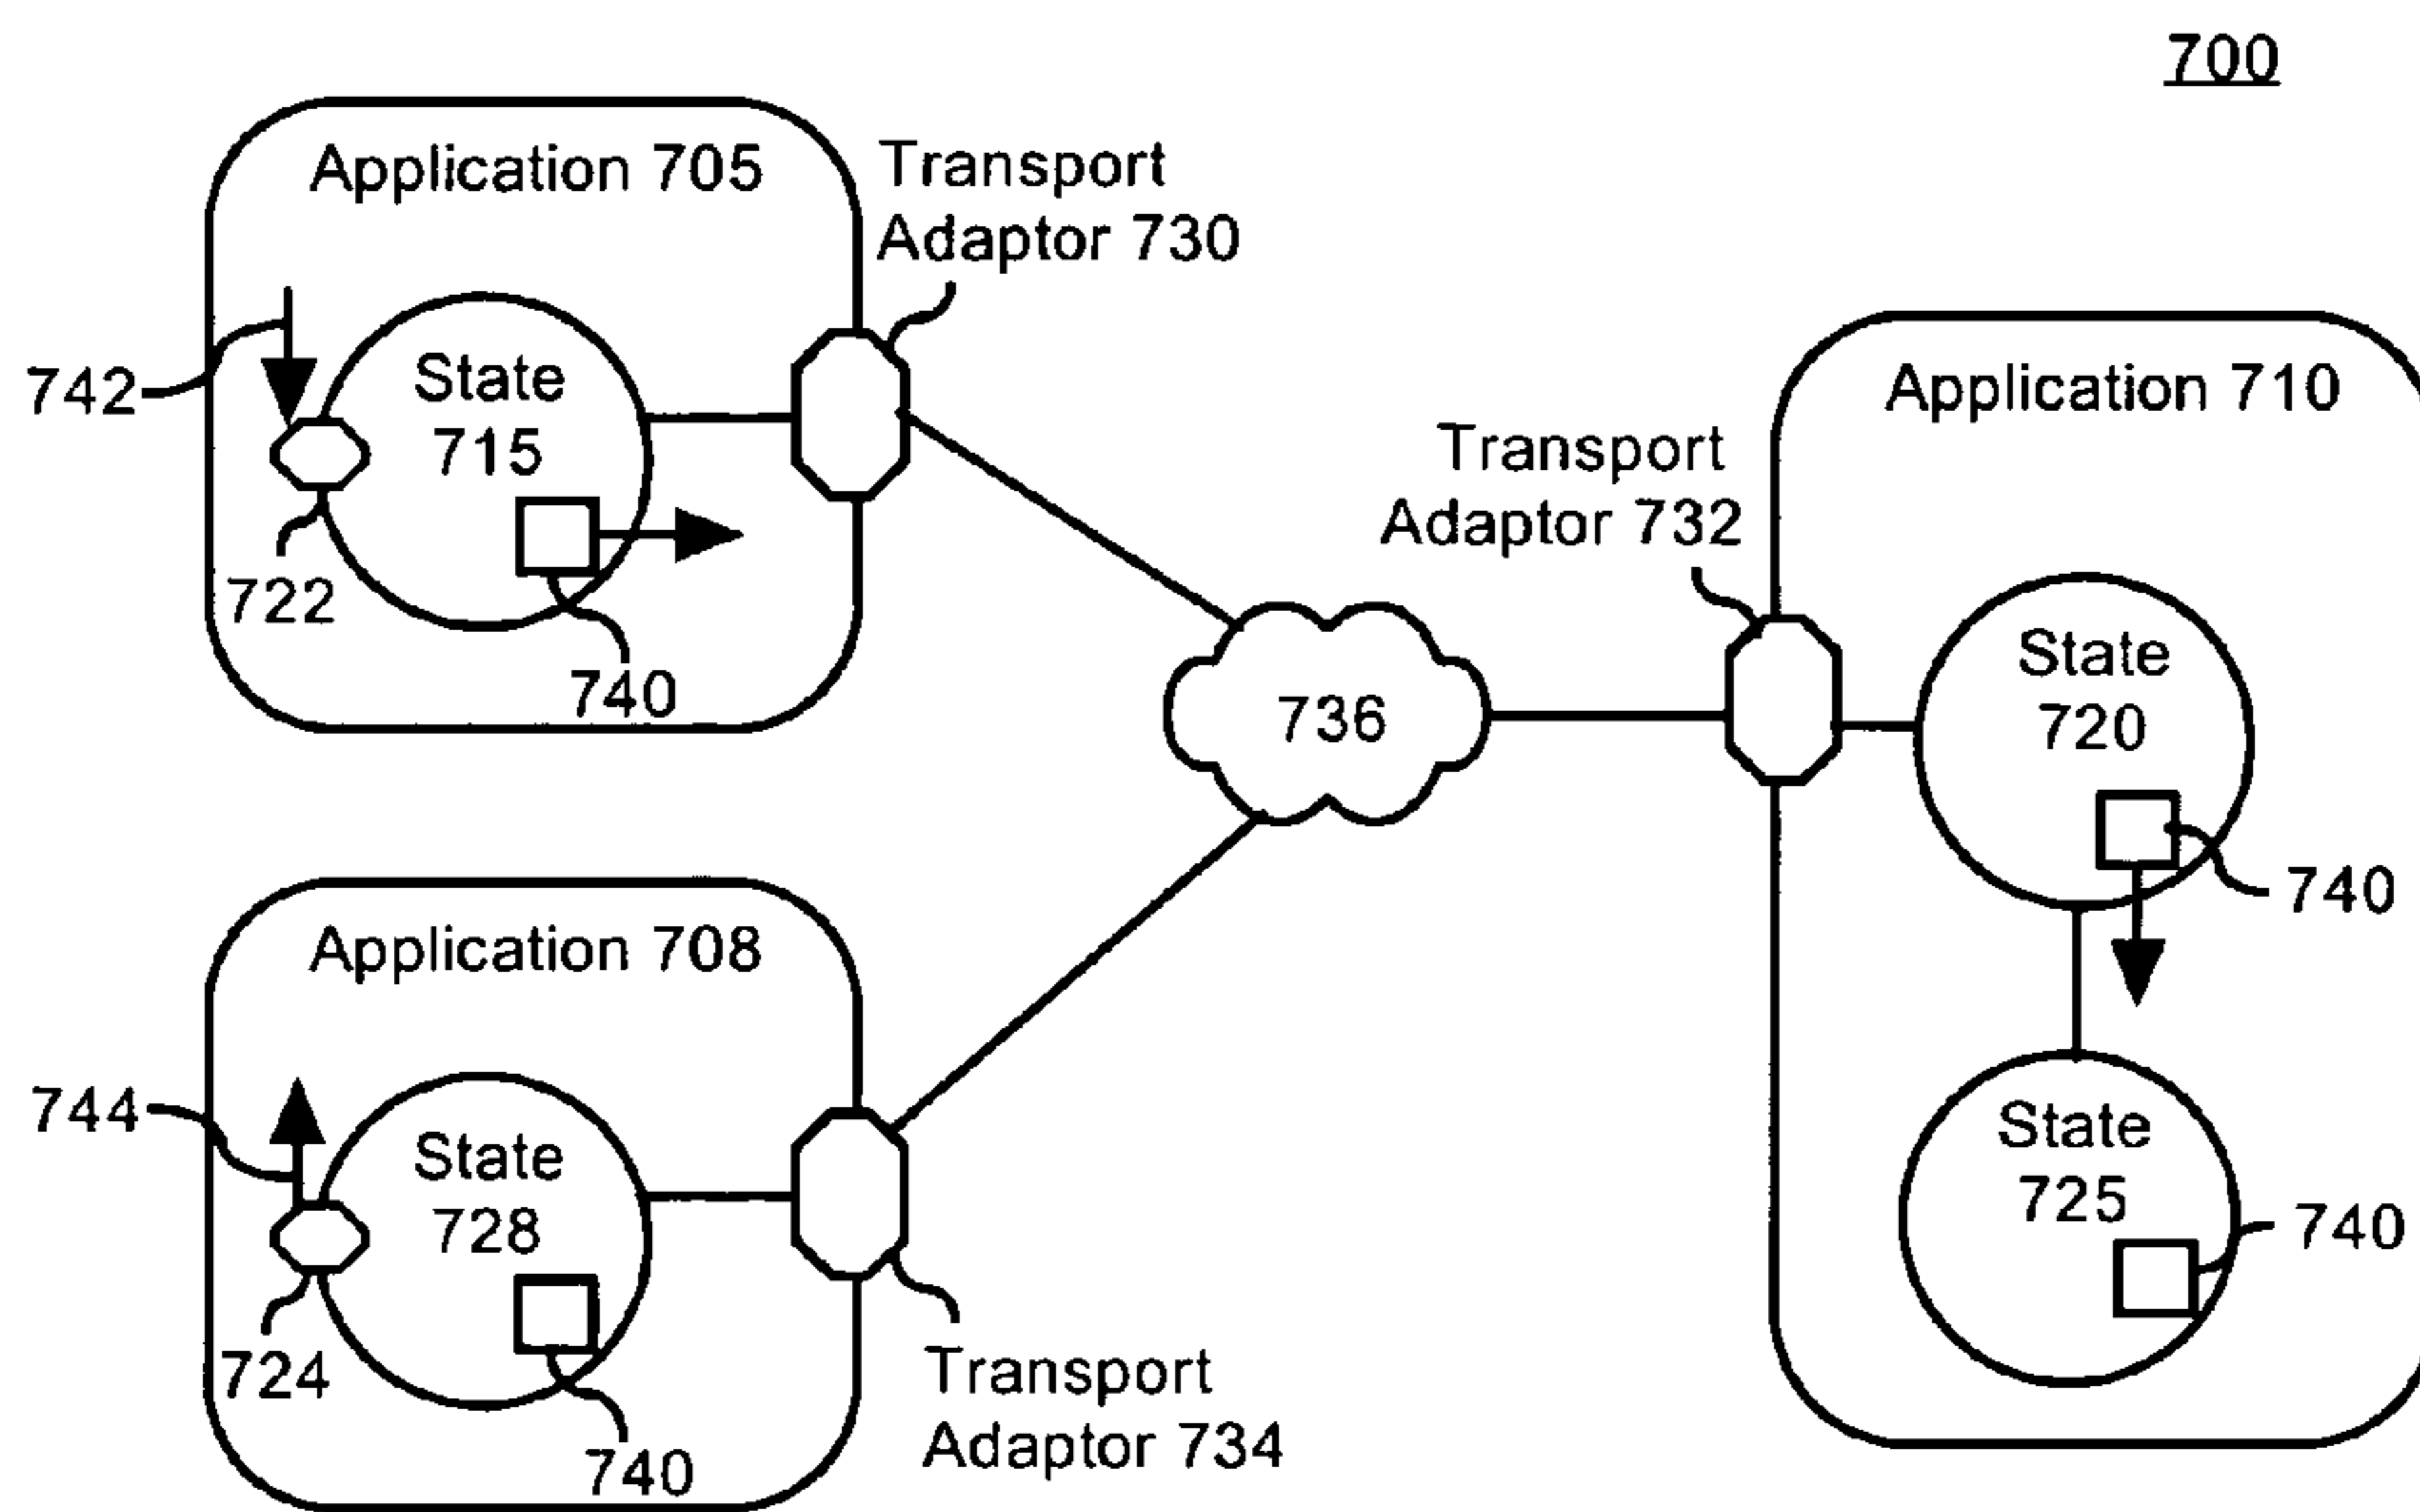 700
Application 705
Transport
Adaptor 730
742
State
715
722
740
Application 710
Transport
Adaptor 732
State
720
736
740
Application 708
744
State
728
724
740
Transport
Adaptor 734
State
725
740